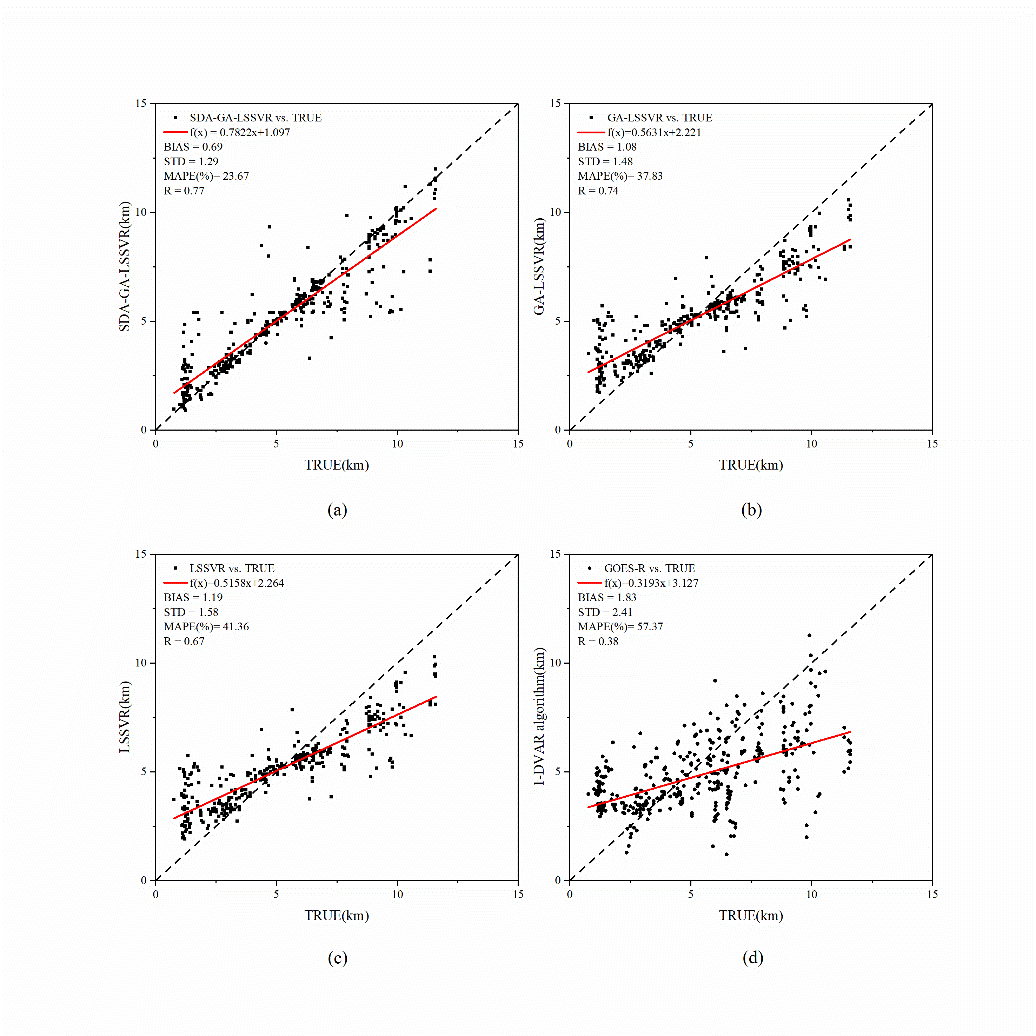 15
SDA-GA-LSSVR vs. TRUE
f(x) = 0.7822x+1.097
BIAS = 0.69
STD = 1.29
MAPE(%)= 23.67
R = 0.77
10
SDA-GA-LSSVR(km)
5
0
0 5 10 15
TRUE(km)
(a)
15
GA-LSSVR vs. TRUE
f(x)=0.5631x+2.221
BIAS = 1.08
STD = 1.48
MAPE(%)= 37.83
R = 0.74
10
GA-LSSVR(km)
5
0
0 5 10 15
TRUE(km)
(b)
15
LSSVR vs. TRUE
f(x)=0.5158x+2.264
BIAS = 1.19
STD = 1.58
MAPE(%)= 41.36
R = 0.67
10
LSSVR(km)
5
0
0 5 10 15
TRUE(km)
(c)
15
GOES-R vs. TRUE
f(x)=0.3193x+3.127
BIAS = 1.83
STD = 2.41
MAPE(%)= 57.37
R = 0.38
10
1-DVAR algorithm(km)
5
0
0 5 10 15
TRUE(km)
(d)